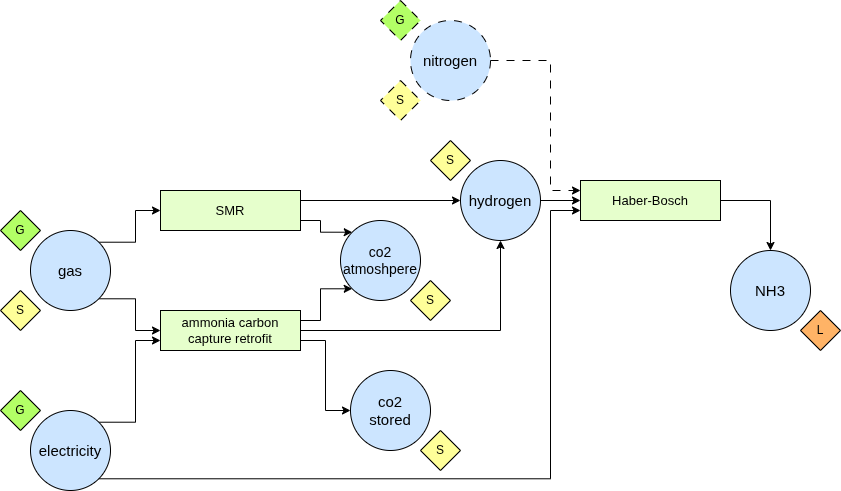 G
nitrogen
S
S
SMR
hydrogen
Haber-Bosch
G
gas
co2
atmoshpere
NH3
S
S
ammonia carbon
capture retrofit
L
G
co2
stored
electricity
S